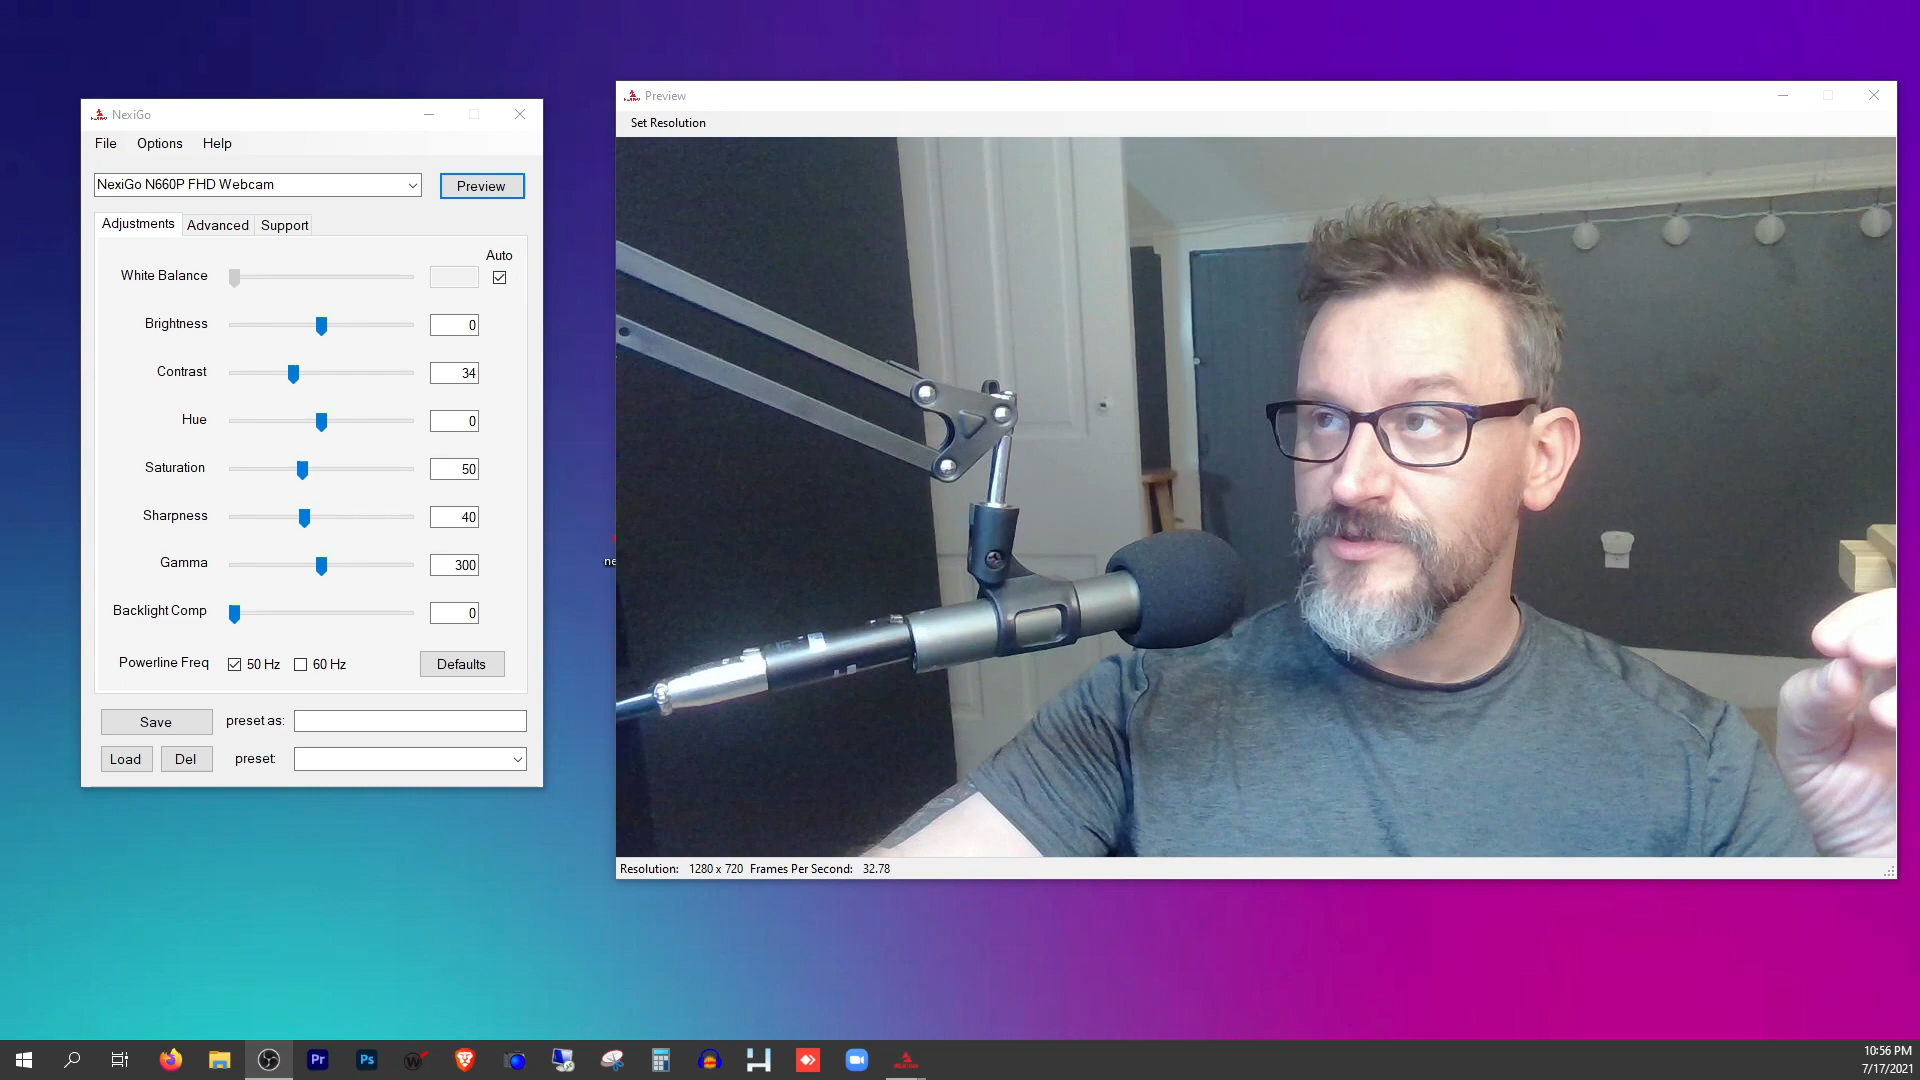 NexiGo
File Options Help
NexiGo N660P FHD Webcam
Preview
Adjustments Advanced Support
Auto
White Balance
Brightness 0
Contrast 34
Hue 0
Saturation 50
Sharpness 40
Gamma 300
Backlight Comp 0
Powerline Freq 50 Hz 60 Hz Defaults
Save preset as:
Load Del preset:
ne
Preview
Set Resolution
Resolution: 1280 x 720 Frames Per Second: 32.78
Pr
Ps
W
10:56 PM
7/17/2021